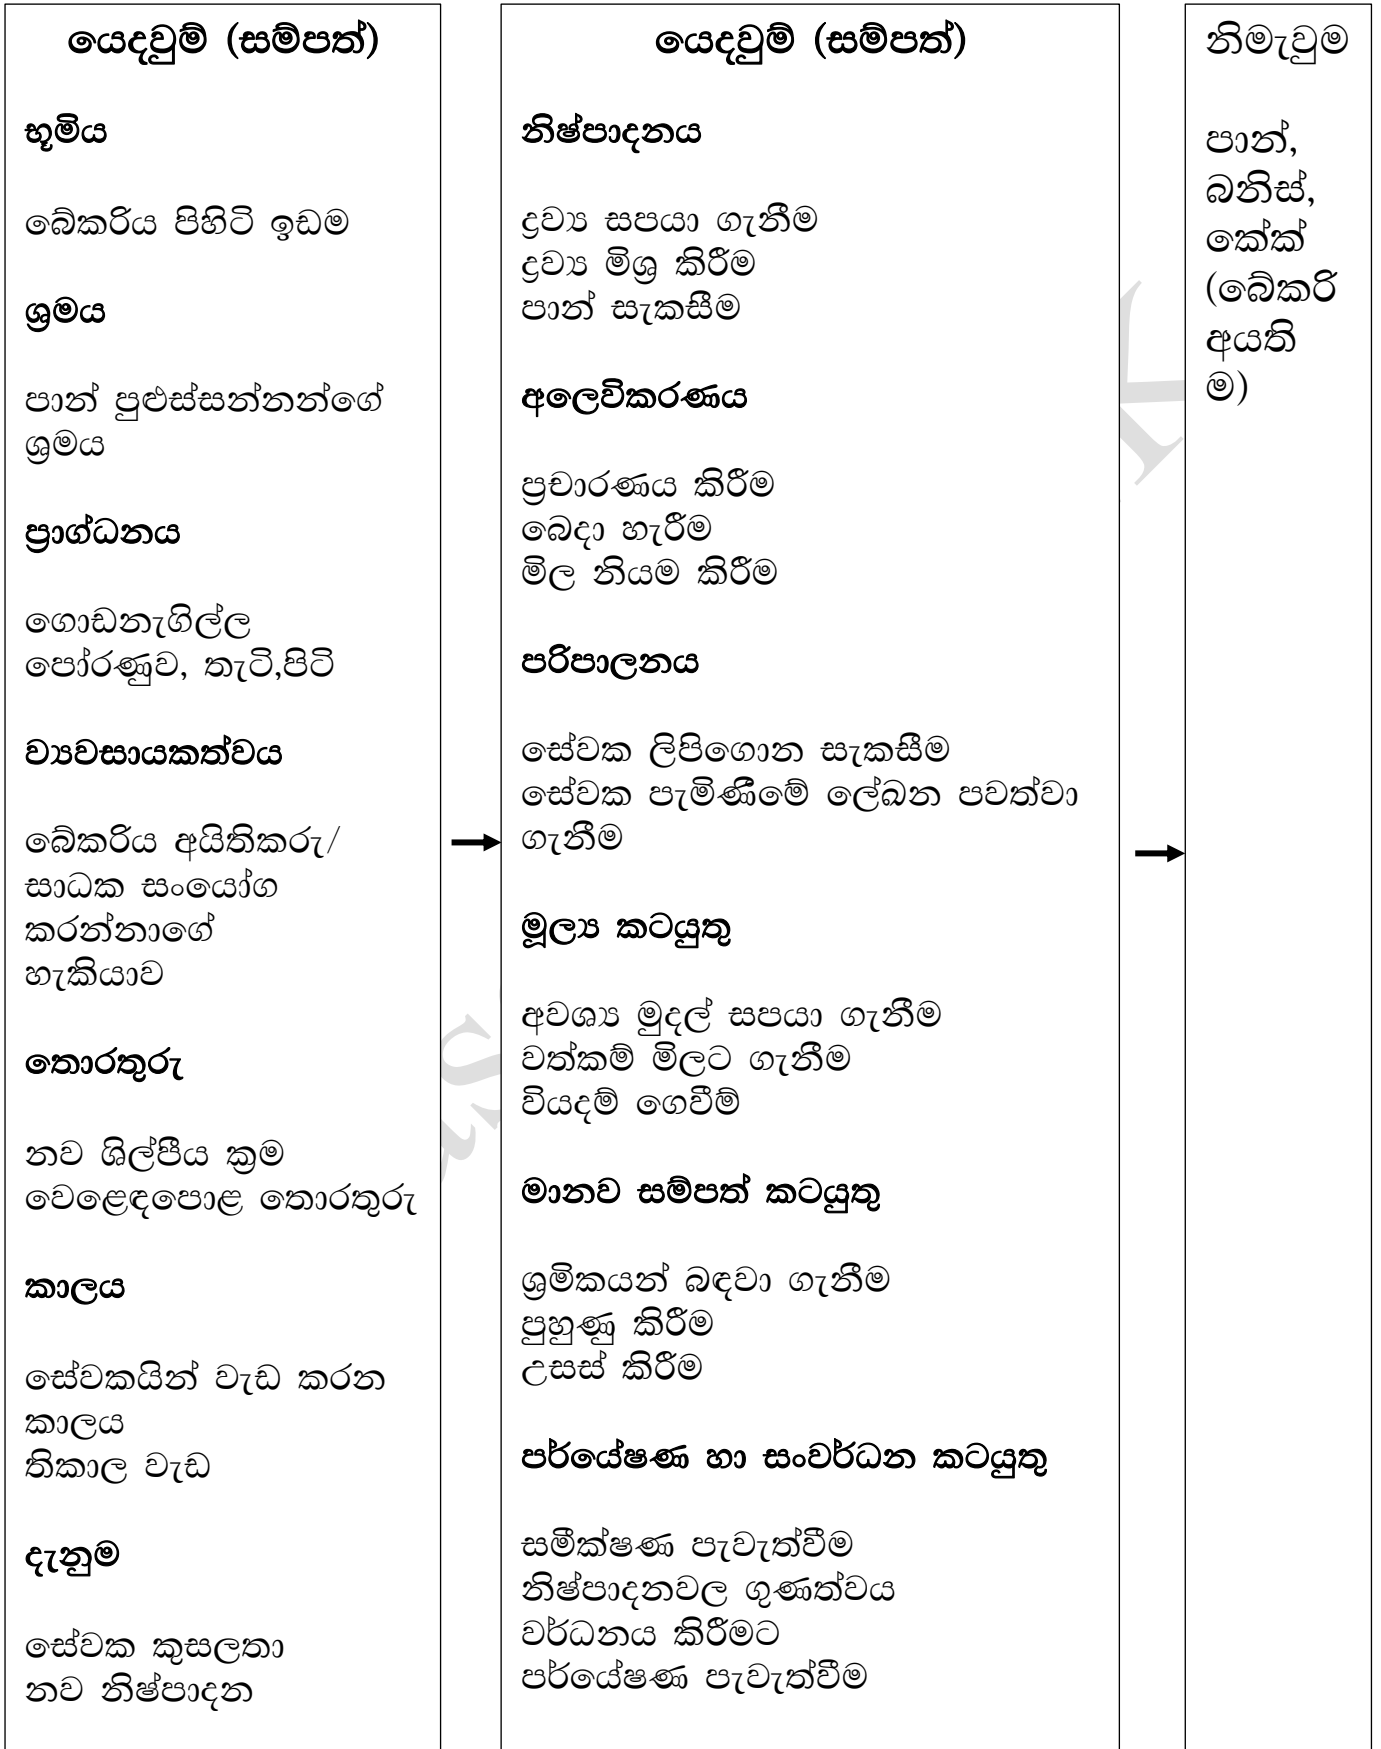 යෙදවුම් (සම්පත්)
භූමිය
බේකරිය පිහිටි ඉඩම
ශ්‍රමය
පාන් පුළුස්සන්නන්ගේ
ශ්‍රමය
ප්‍රාග්ධනය
ගොඩනැගිල්ල
පෝරණුව, තැටි,පිටි
ව්‍යවසායකත්වය
බේකරිය අයිතිකරු/
සාධක සංයෝග
කරන්නාගේ
හැකියාව
තොරතුරු
නව ශිල්පීය ක්‍රම
වෙළෙඳපොළ තොරතුරු
කාලය
සේවකයින් වැඩ කරන
කාලය
තිකාල වැඩ
දැනුම
සේවක කුසලතා
නව නිෂ්පාදන
යෙදවුම් (සම්පත්)
නිෂ්පාදනය
ද්‍රව්‍ය සපයා ගැනීම
ද්‍රව්‍ය මිශ්‍ර කිරීම
පාන් සැකසීම
අලෙවිකරණය
ප්‍රචාරණය කිරීම
බෙදා හැරීම
මිල නියම කිරීම
පරිපාලනය
සේවක ලිපිගොන සැකසීම
සේවක පැමිණීමේ ලේඛන පවත්වා
ගැනීම
මූල්‍ය කටයුතු
අවශ්‍ය මුදල් සපයා ගැනීම
වත්කම් මිලට ගැනීම
වියදම් ගෙවීම්
මානව සම්පත් කටයුතු
ශ්‍රමිකයන් බඳවා ගැනීම
පුහුණු කිරීම
උසස් කිරීම
පර්යේෂණ හා සංවර්ධන කටයුතු
සමීක්ෂණ පැවැත්වීම
නිෂ්පාදනවල ගුණත්වය
වර්ධනය කිරීමට
පර්යේෂණ පැවැත්වීම
නිමැවුම
පාන්,
බනිස්,
කේක්
(බේකරි
අයති
ම)